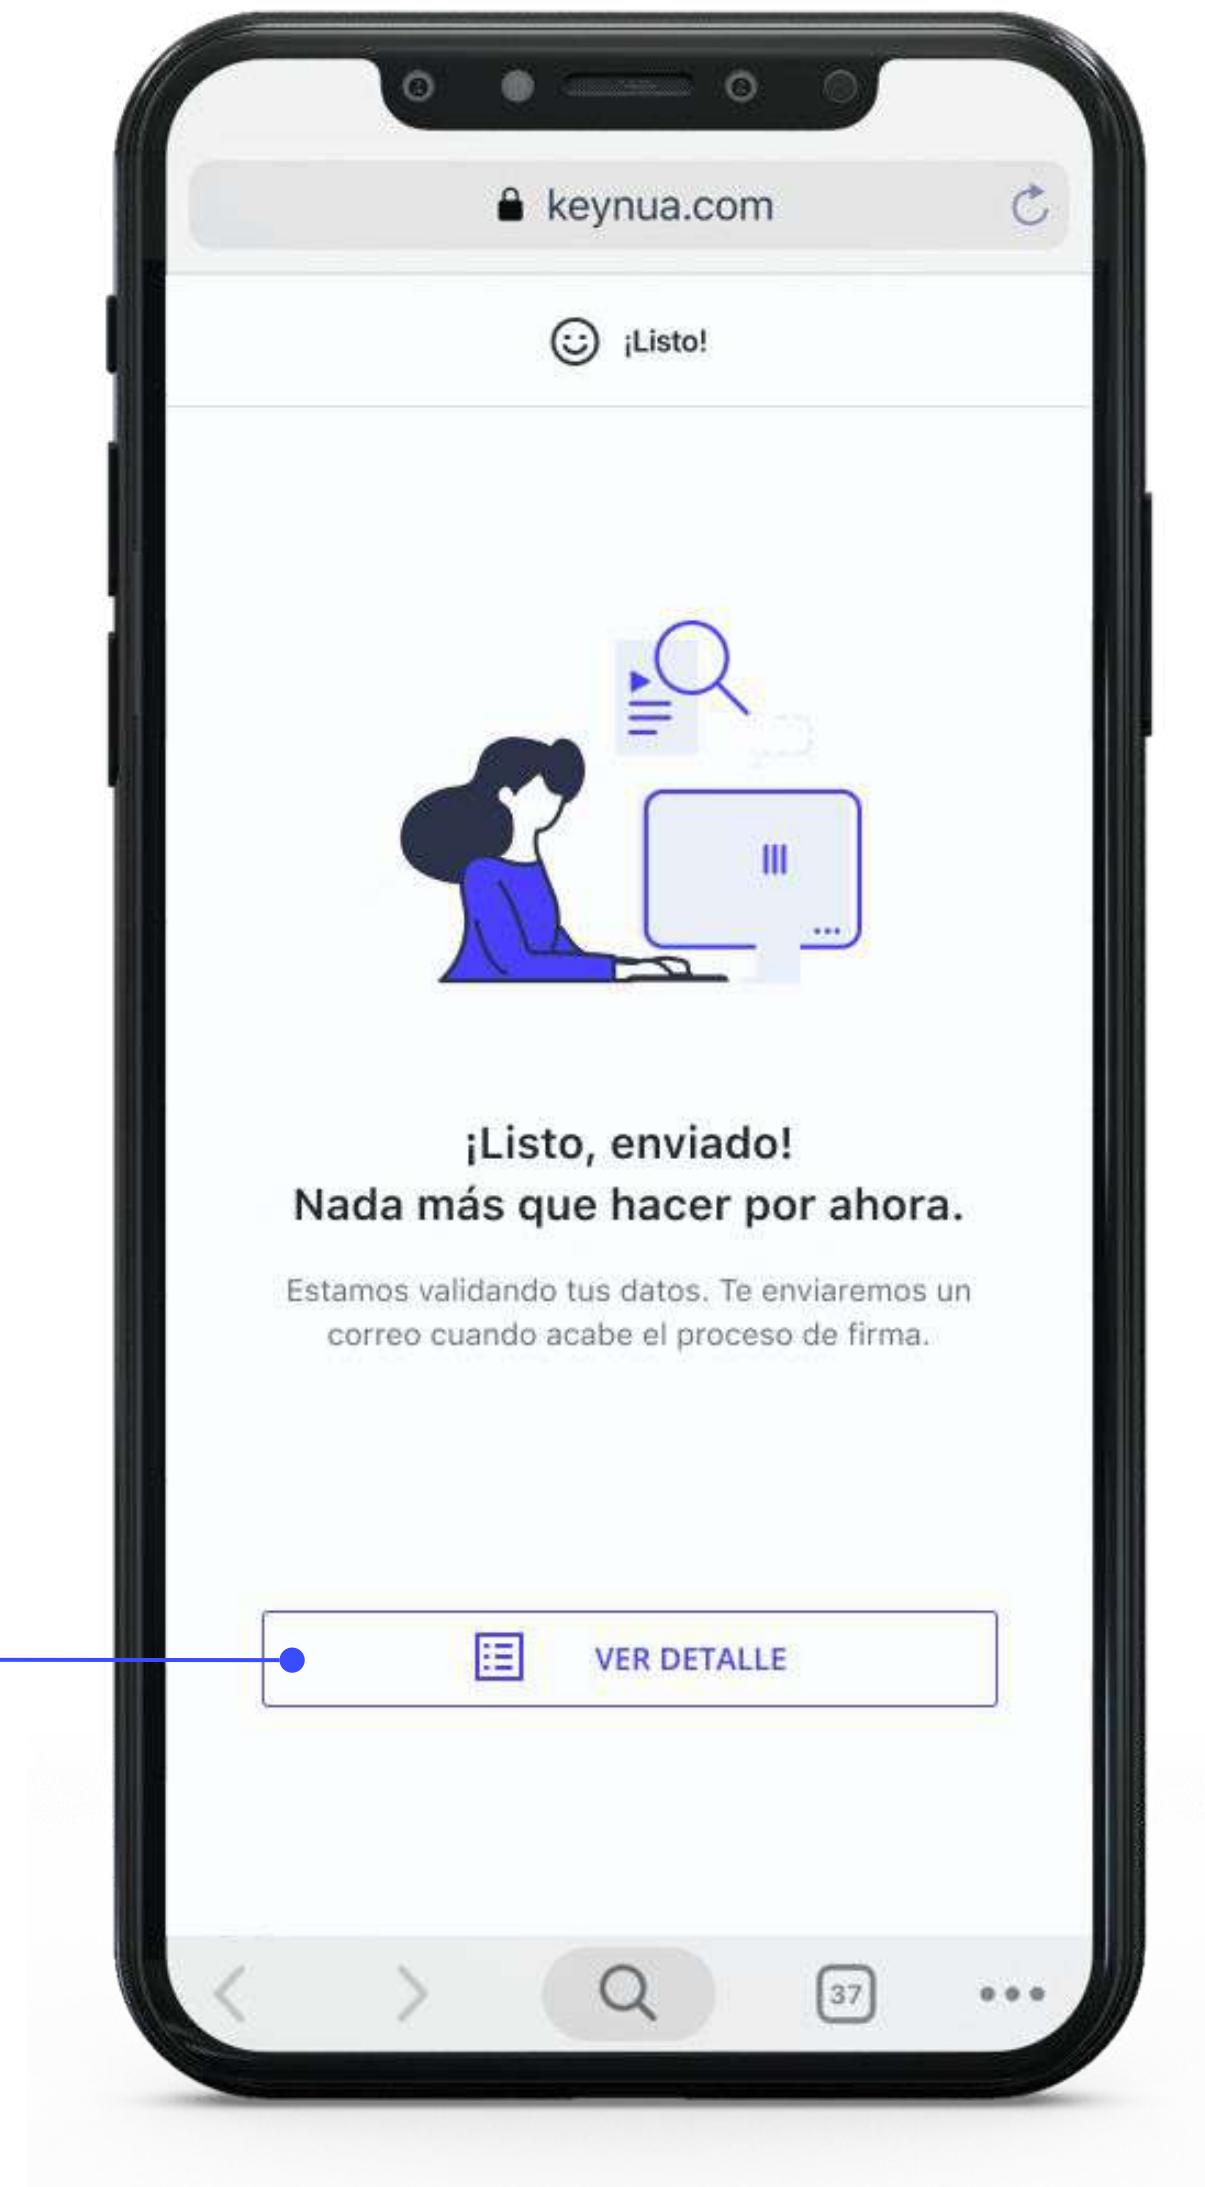 keynua.com
¡Listo!
¡Listo, enviado!
Nada más que hacer por ahora.
Estamos validando tus datos. Te enviaremos un
correo cuando acabe el proceso de firma.
VER DETALLE
37